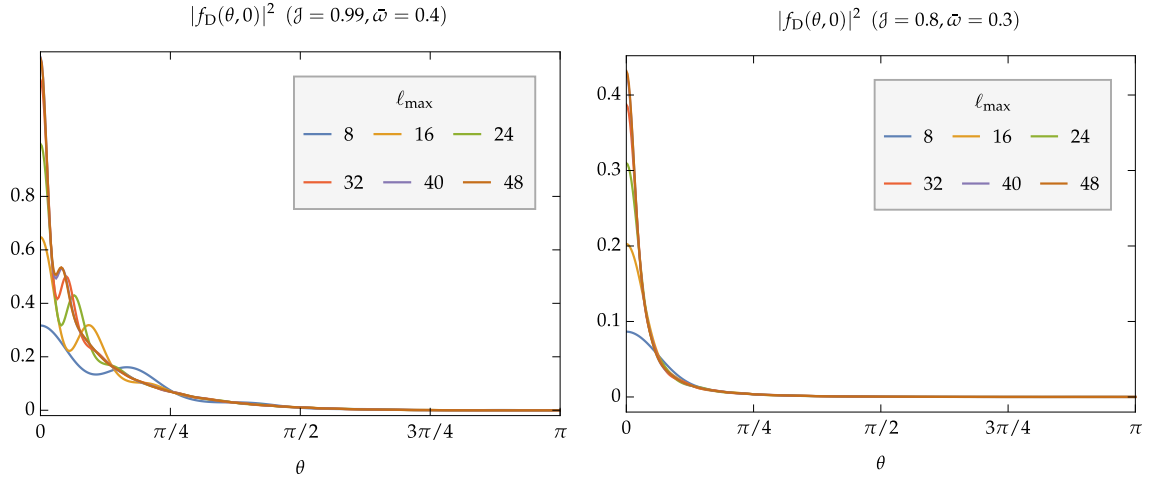 |f_D(θ,0)|² (𝒥 = 0.99, ω̄ = 0.4)
ℓ_max
8 16 24
32 40 48
0.8
0.6
0.4
0.2
0
0 π/4 π/2 3π/4 π
θ
|f_D(θ,0)|² (𝒥 = 0.8, ω̄ = 0.3)
ℓ_max
8 16 24
32 40 48
0.4
0.3
0.2
0.1
0
0 π/4 π/2 3π/4 π
θ